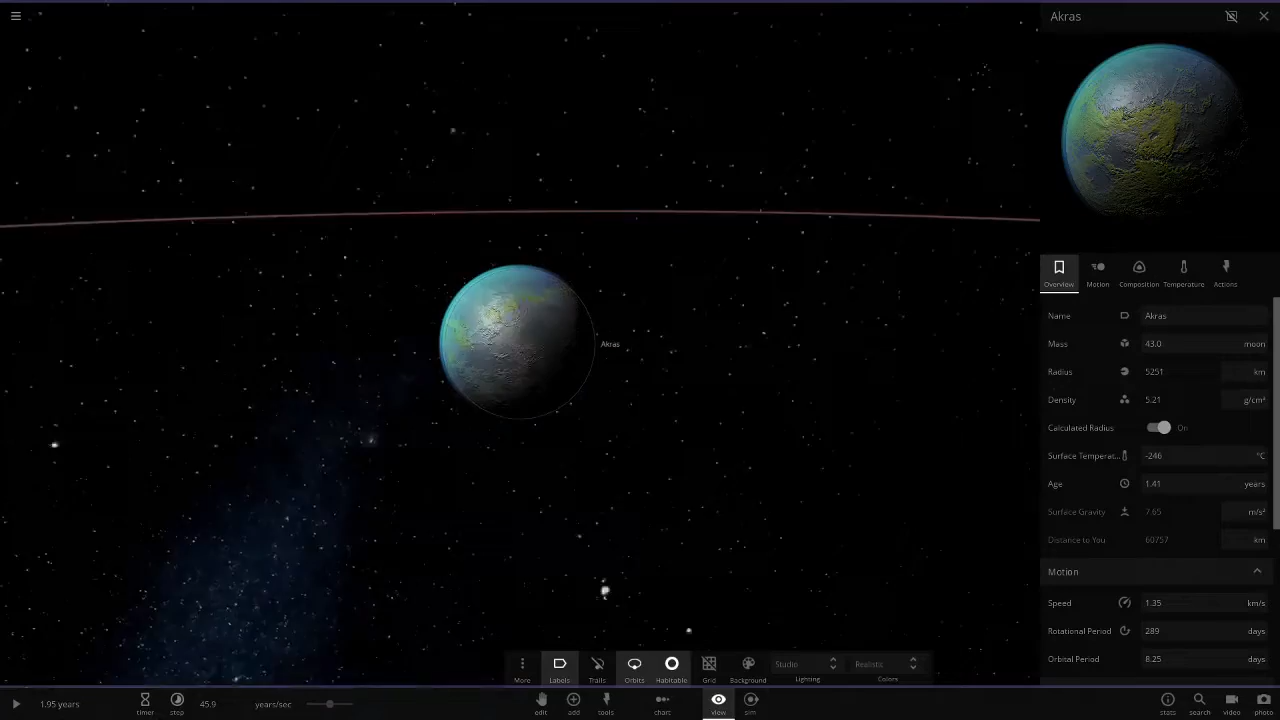 Akras
Akras
Overview Motion Composition Temperature Actions
Name Akras
Mass 43.0 moon
Radius 5251 km
Density 5.21 g/cm³
Calculated Radius On
Surface Temperat... -246 °C
Age 1.41 years
Surface Gravity 7.65 m/s²
Distance to You 60757 km
Motion
Speed 1.35 km/s
Rotational Period 289 days
Orbital Period 8.25 days
More Labels Trails Orbits Habitable Grid Background
Studio Realistic
Lighting Colors
1.95 years timer step 45.9 years/sec edit add tools chart view sim stats search video photo